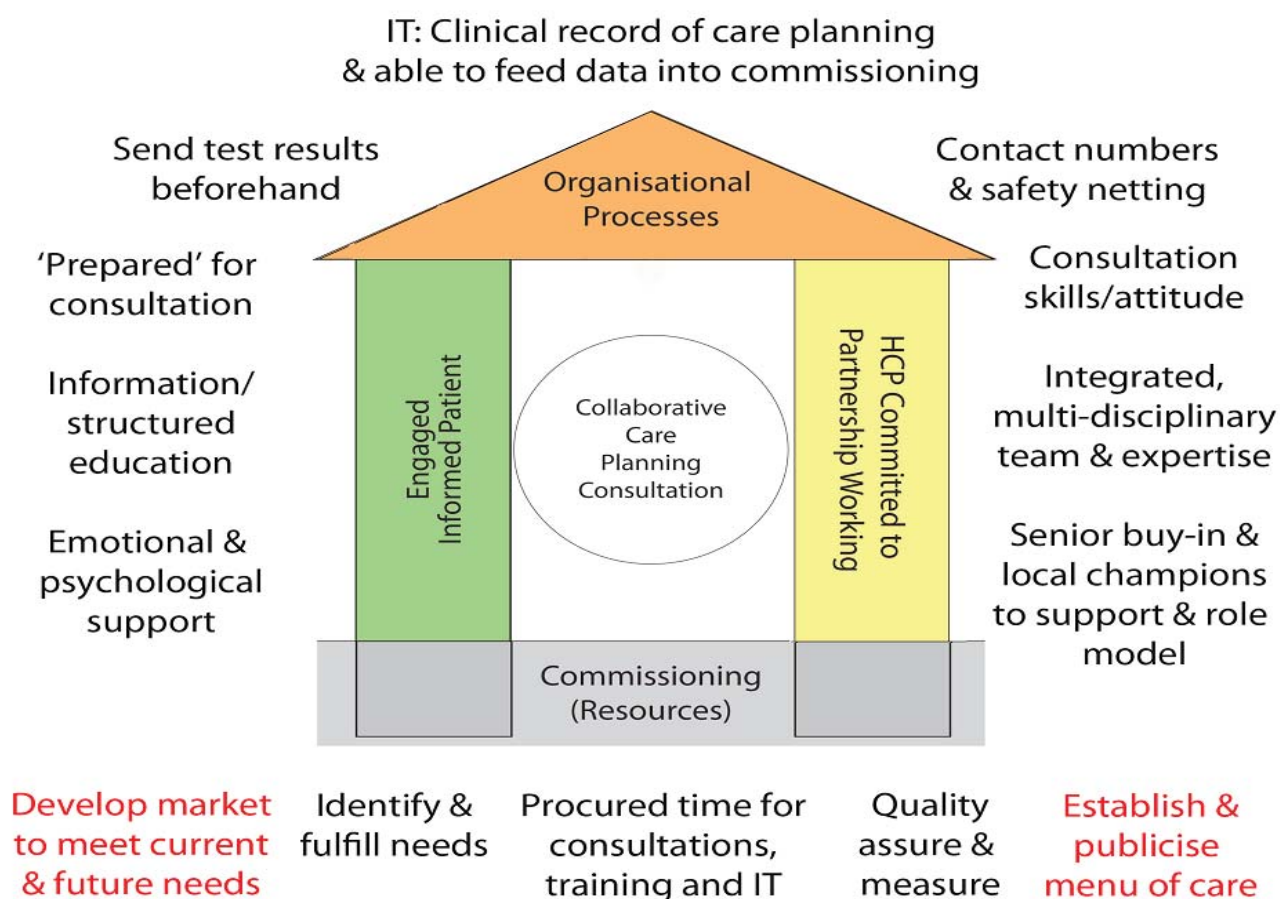 IT: Clinical record of care planning
& able to feed data into commissioning
Send test results
beforehand
Contact numbers
& safety netting
Organisational
Processes
‘Prepared’ for
consultation
Information/
structured
education
Emotional &
psychological
support
Engaged
Informed Patient
Collaborative
Care
Planning
Consultation
HCP Committed to
Partnership Working
Consultation
skills/attitude
Integrated,
multi-disciplinary
team & expertise
Senior buy-in &
local champions
to support & role
model
Commissioning
(Resources)
Develop market
to meet current
& future needs
Identify &
fulfill needs
Procured time for
consultations,
training and IT
Quality
assure &
measure
Establish &
publicise
menu of care